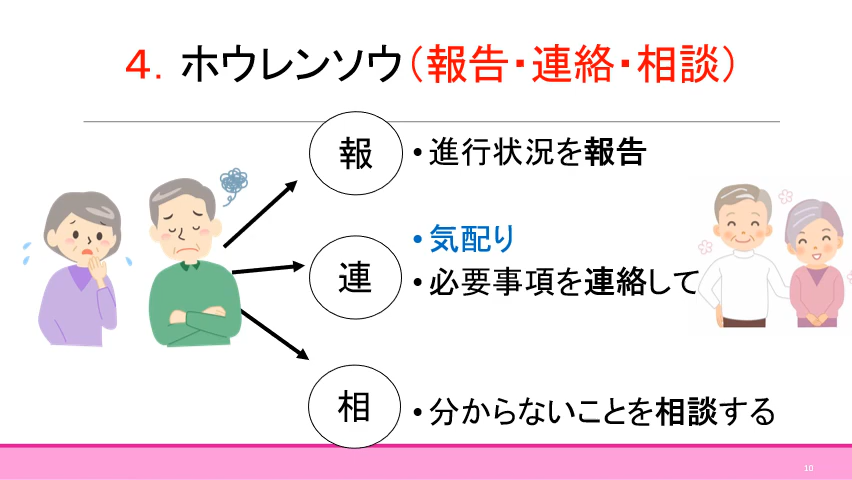 ４．ホウレンソウ（報告・連絡・相談）
報
•進行状況を報告
連
•気配り
•必要事項を連絡して
相
•分からないことを相談する
10